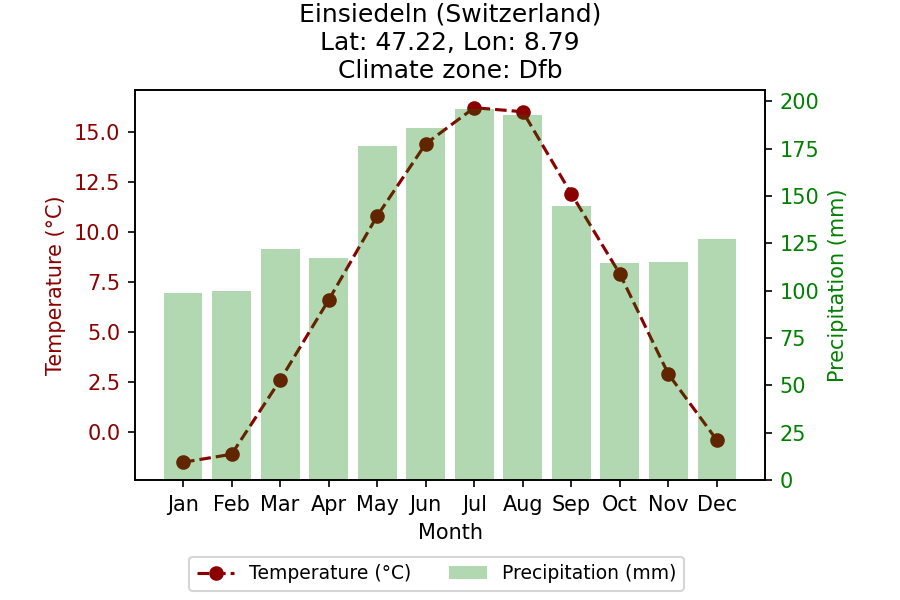 Einsiedeln (Switzerland)
Lat: 47.22, Lon: 8.79
Climate zone: Dfb
Temperature (°C)
15.0
12.5
10.0
7.5
5.0
2.5
0.0
200
175
150
125
100
75
50
25
0
Precipitation (mm)
Jan Feb Mar Apr May Jun Jul Aug Sep Oct Nov Dec
Month
Temperature (°C) Precipitation (mm)